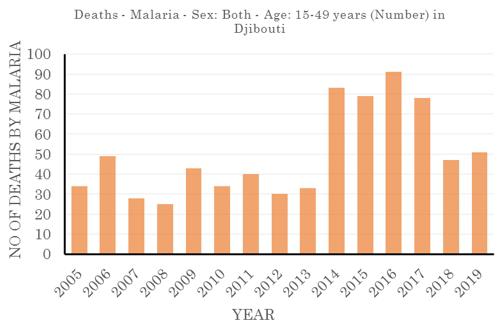 Deaths - Malaria - Sex: Both - Age: 15-49 years (Number) in
Djibouti
NO OF DEATHS BY MALARIA
100
90
80
70
60
50
40
30
20
10
0
2005 2006 2007 2008 2009 2010 2011 2012 2013 2014 2015 2016 2017 2018 2019
YEAR